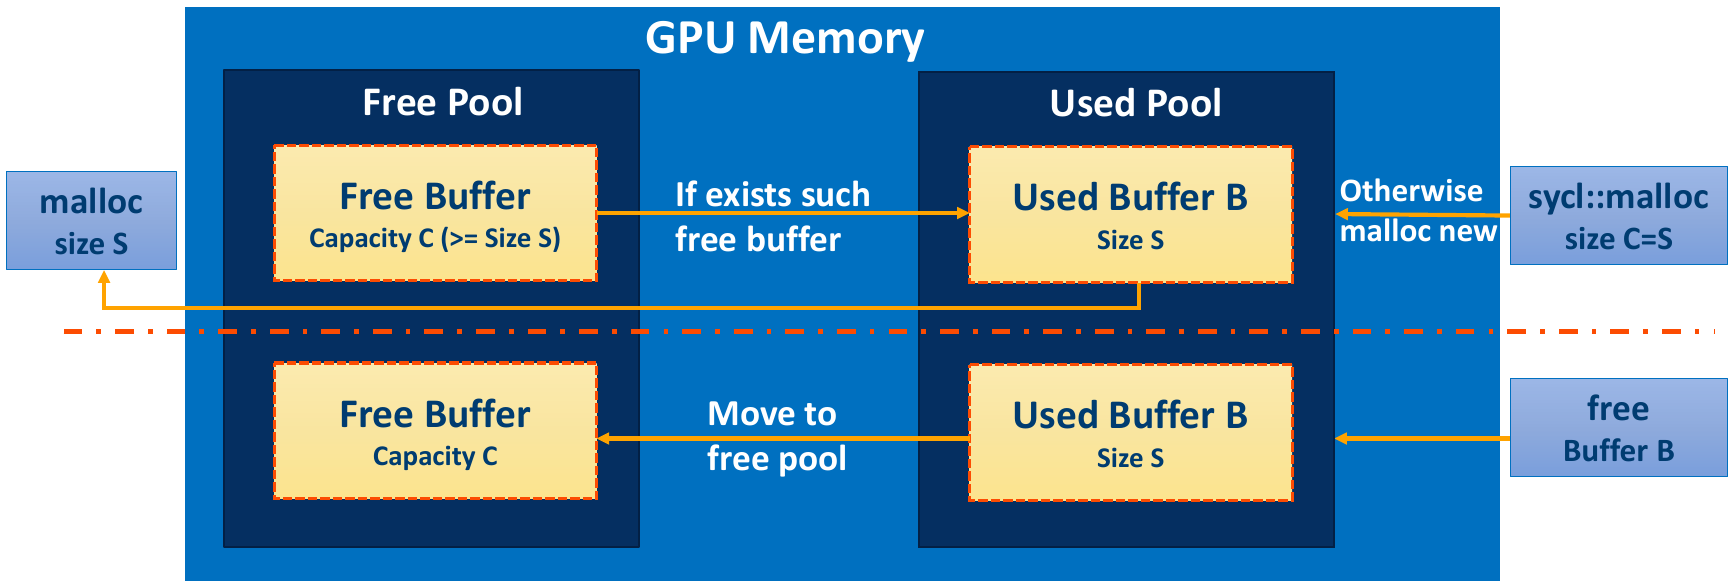 GPU Memory
Free Pool
Used Pool
malloc
size S
Free Buffer
Capacity C (>= Size S)
If exists such
free buffer
Used Buffer B
Size S
Otherwise
malloc new
sycl::malloc
size C=S
Free Buffer
Capacity C
Move to
free pool
Used Buffer B
Size S
free
Buffer B